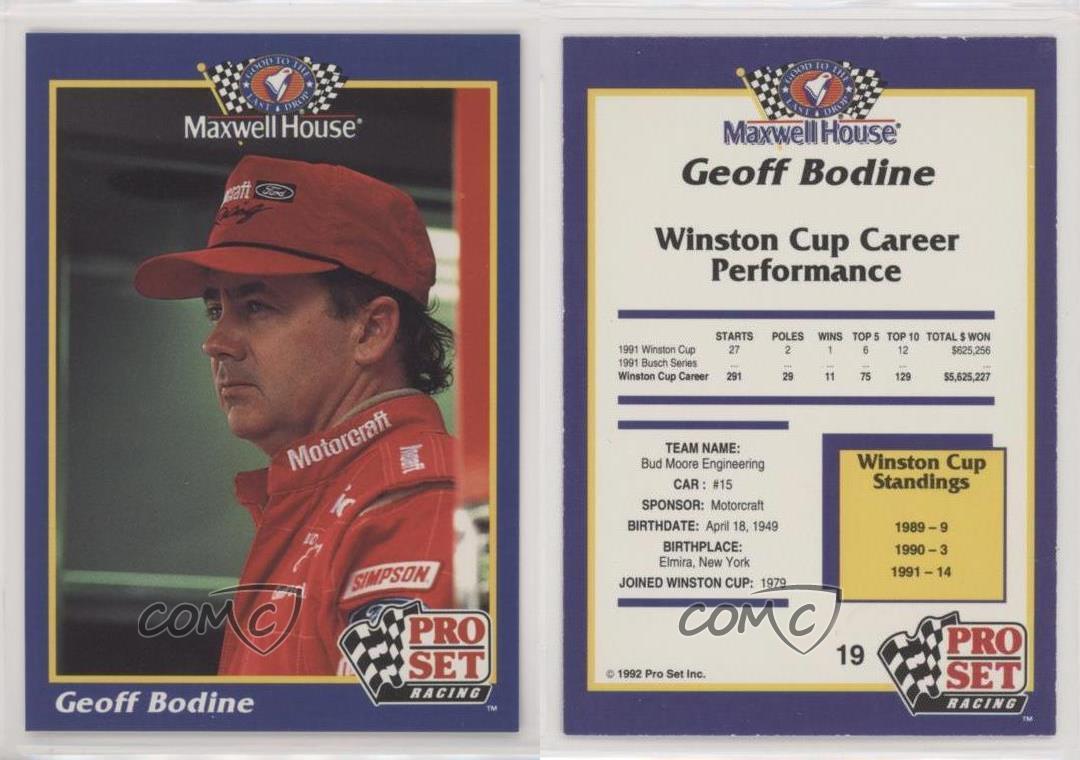 GOOD TO THE
LAST DROP
Maxwell House®
craft Ford
Racing
Motorcraft
SIMPSON
PRO
SET
RACING
™
Geoff Bodine
COMC
GOOD TO THE
LAST DROP
Maxwell House®
Geoff Bodine
Winston Cup Career
Performance
STARTS POLES WINS TOP 5 TOP 10 TOTAL $ WON
1991 Winston Cup 27 2 1 6 12 $625,256
1991 Busch Series ... ... ... ... ... ...
Winston Cup Career 291 29 11 75 129 $5,625,227
TEAM NAME:
Bud Moore Engineering
CAR : #15
SPONSOR: Motorcraft
BIRTHDATE: April 18, 1949
BIRTHPLACE:
Elmira, New York
JOINED WINSTON CUP: 1979
Winston Cup
Standings
1989 – 9
1990 – 3
1991 – 14
COMC
19
© 1992 Pro Set Inc.
PRO
SET
RACING
™